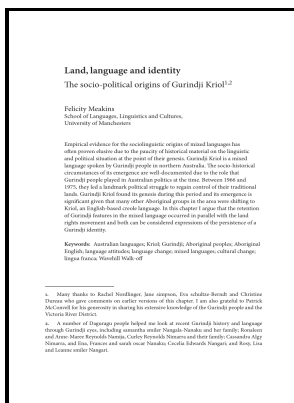 Land, language and identity
The socio-political origins of Gurindji Kriol1,2
Felicity Meakins
School of Languages, Linguistics and Cultures,
University of Manchesters
Empirical evidence for the sociolinguistic origins of mixed languages has
often proven elusive due to the paucity of historical material on the linguistic
and political situation at the point of their genesis. Gurindji Kriol is a mixed
language spoken by Gurindji people in northern Australia. The socio-historical
circumstances of its emergence are well-documented due to the role that
Gurindji people played in Australian politics at the time. Between 1966 and
1975, they led a landmark political struggle to regain control of their traditional
lands. Gurindji Kriol found its genesis during this period and its emergence is
significant given that many other Aboriginal groups in the area were shifting to
Kriol, an English-based creole language. In this chapter I argue that the retention
of Gurindji features in the mixed language occurred in parallel with the land
rights movement and both can be considered expressions of the persistence of a
Gurindji identity.
Keywords: Australian languages; Kriol; Gurindji; Aboriginal peoples; Aboriginal
English; language attitudes; language change; mixed languages; cultural change;
lingua franca; Wavehill Walk-off
1. Many thanks to Rachel Nordlinger, Jane simpson, Eva schultze-Berndt and Christine
Dorena who gave comments on earlier versions of this chapter. I am also grateful to Patrick
McConvell for his generosity in sharing his extensive knowledge of the Gurindji people and the
Victoria River District.
2. A number of Daguragu people helped me look at recent Gurindji history and language
through Gurindji eyes, including samantha smiler Nangala-Nanaku and her family; Ronaleen
and Anne-Maree Reynolds Namija, Curley Reynolds Nimarra and their family; Cassandra Algy
Nimarra, and Ena, Frances and sarah oscar Nanaku; Cecelia Edwards Nangari; and Rosy, Lisa
and Leanne smiler Nangari.